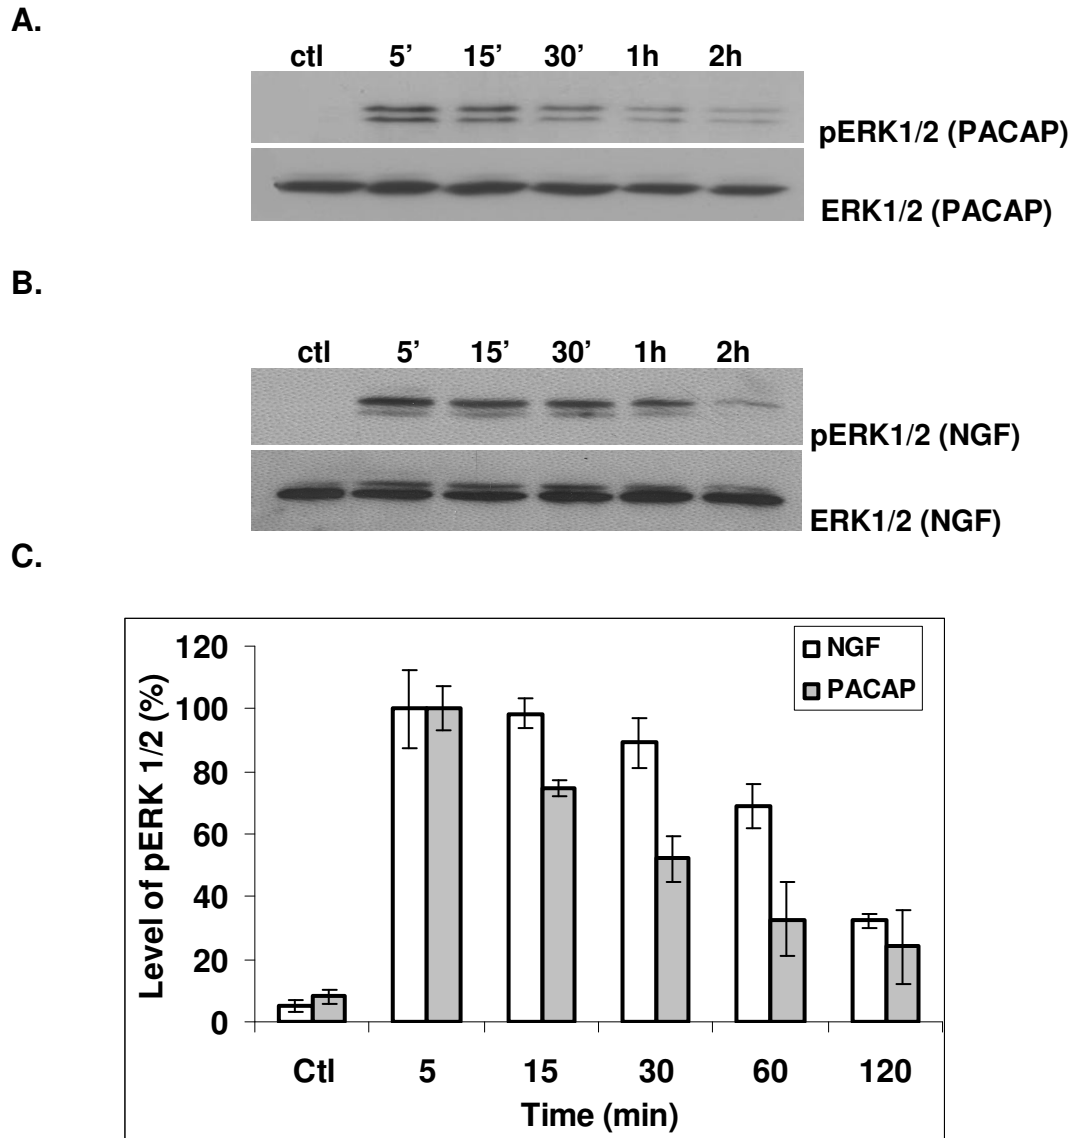 A.
ctl 5’ 15’ 30’ 1h 2h
pERK1/2 (PACAP)
ERK1/2 (PACAP)
B.
ctl 5’ 15’ 30’ 1h 2h
pERK1/2 (NGF)
ERK1/2 (NGF)
C.
Level of pERK 1/2 (%)
120
100
80
60
40
20
0
NGF
PACAP
Ctl 5 15 30 60 120
Time (min)